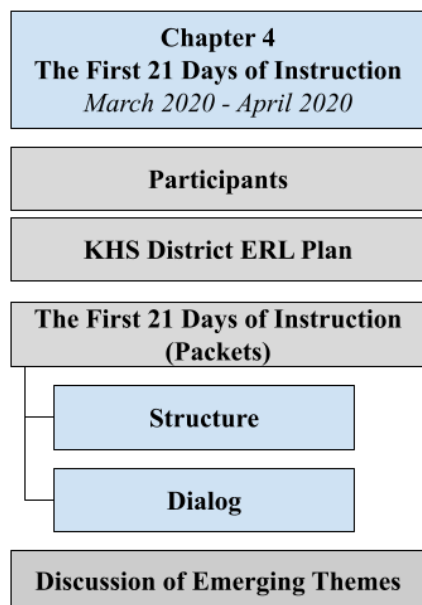 Chapter 4
The First 21 Days of Instruction
March 2020 - April 2020
Participants
KHS District ERL Plan
The First 21 Days of Instruction
(Packets)
Structure
Dialog
Discussion of Emerging Themes